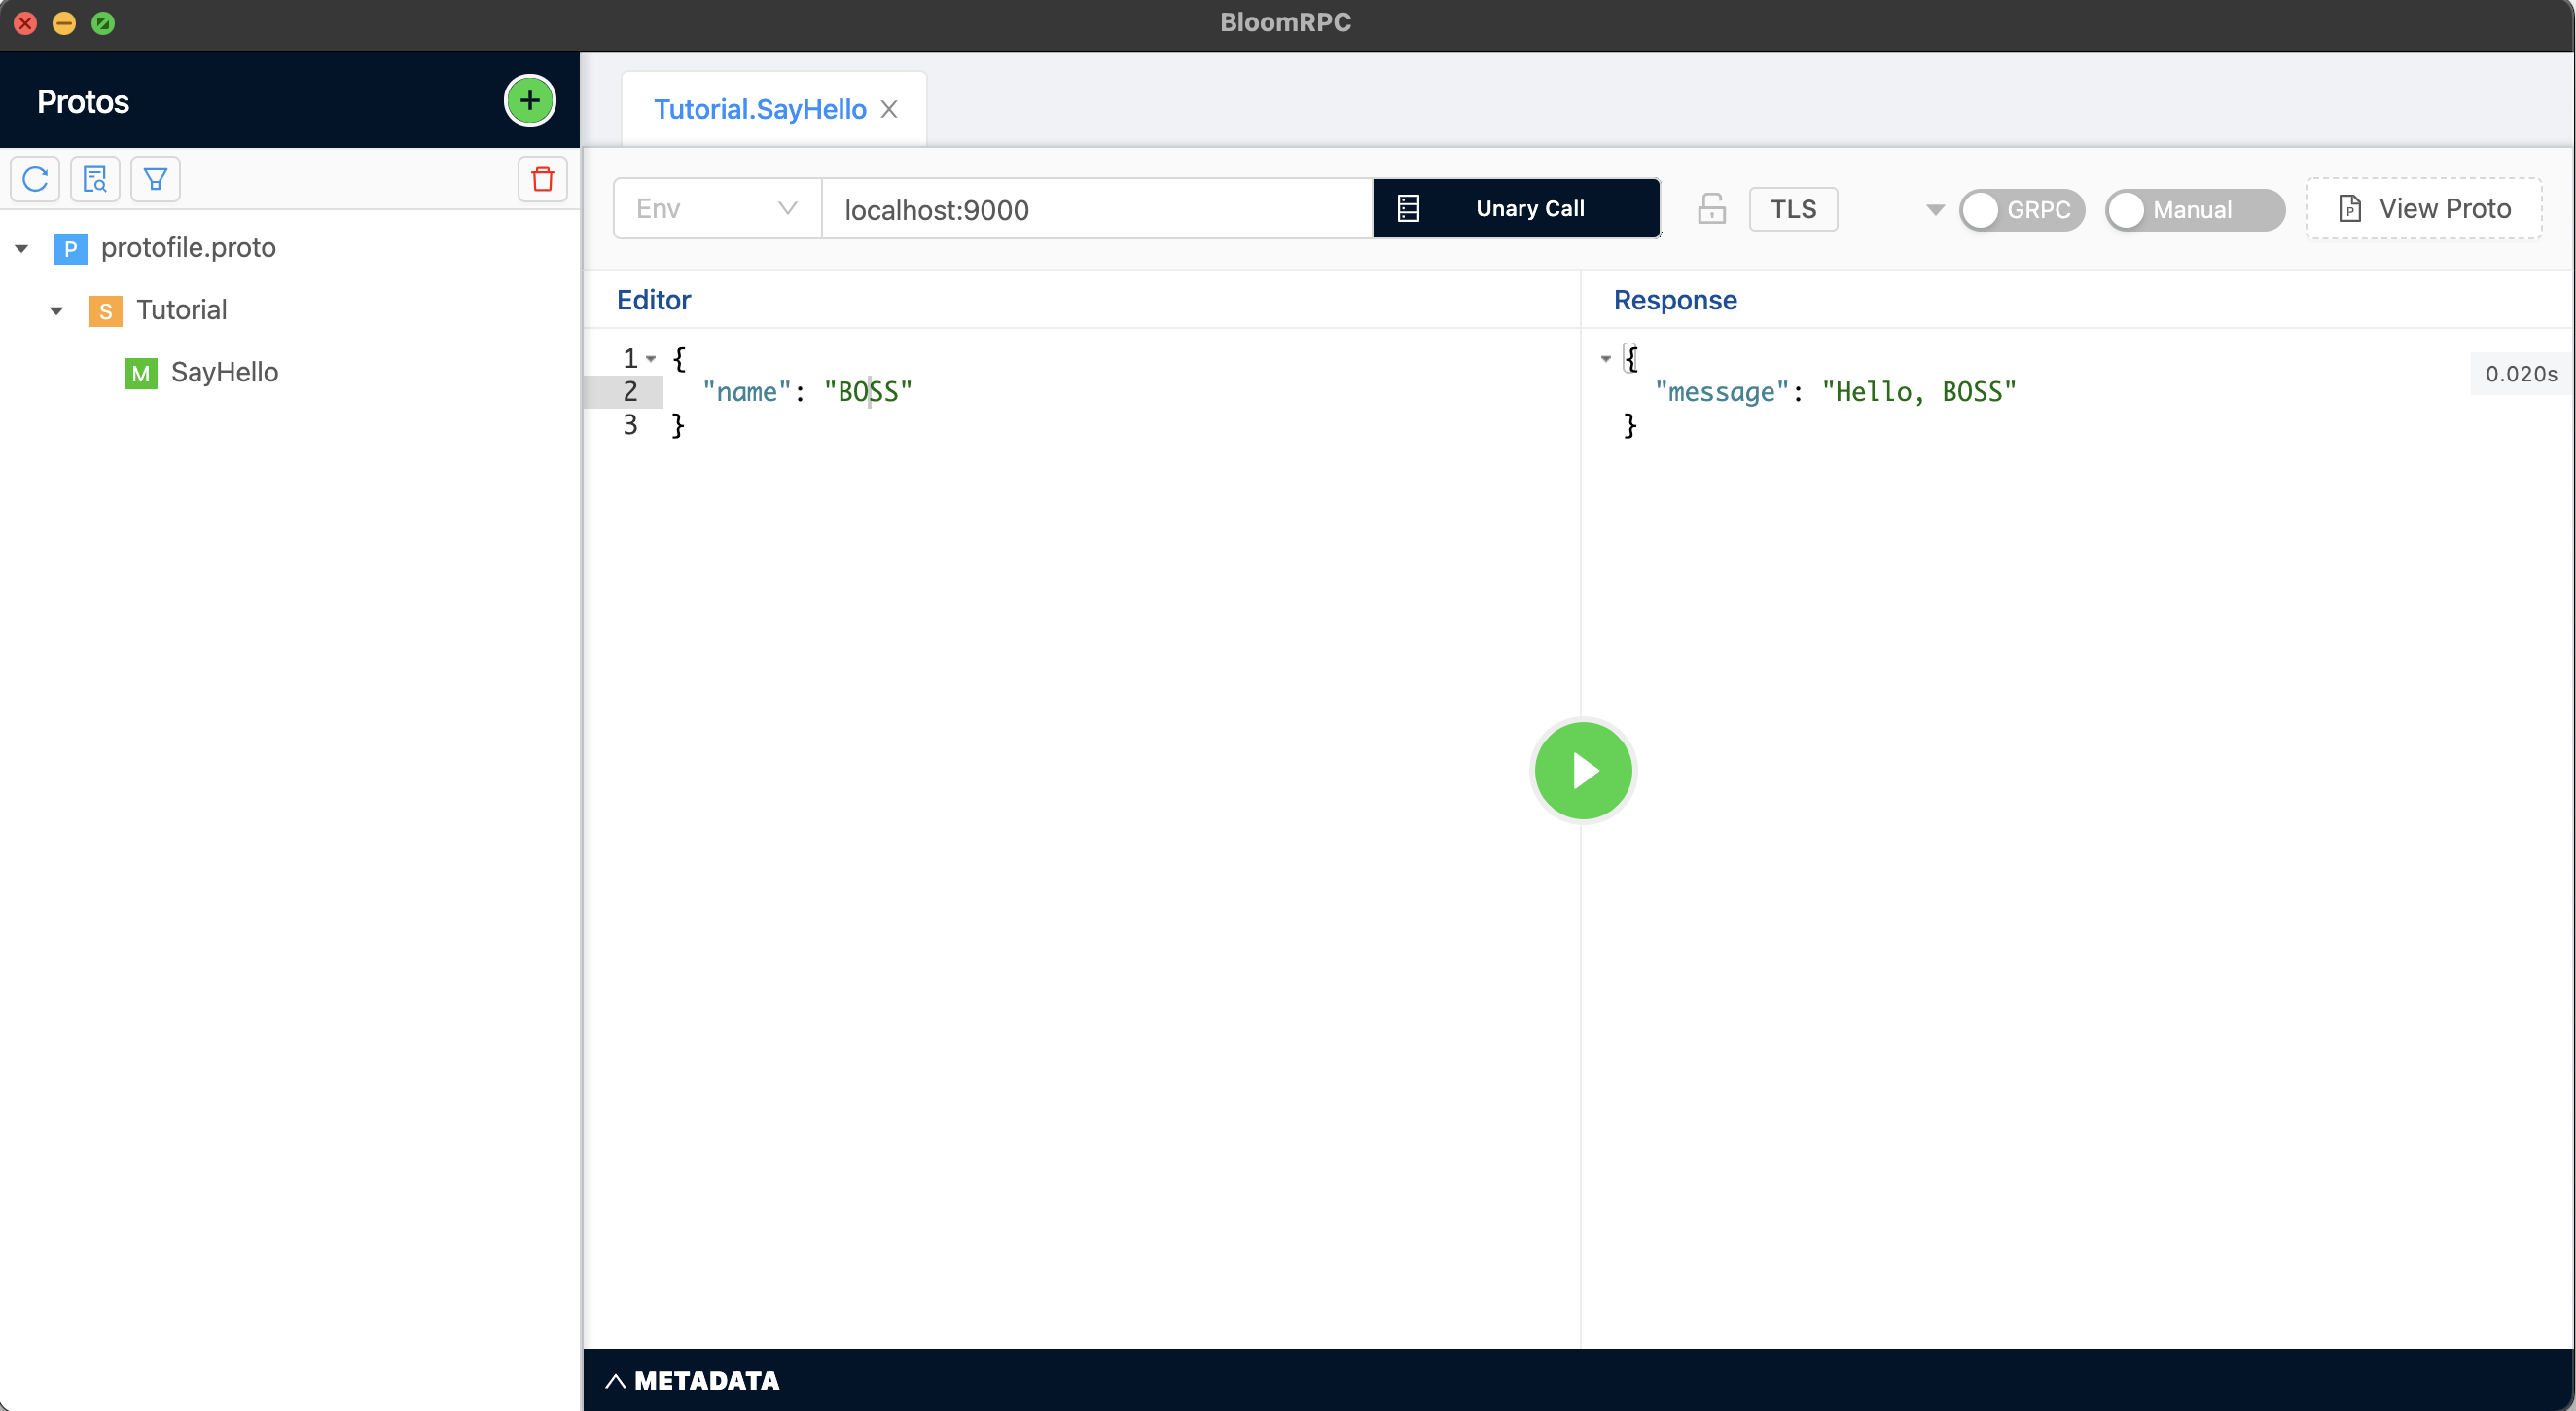 BloomRPC
Protos
Tutorial.SayHello
Env
localhost:9000
Unary Call
TLS
GRPC
Manual
View Proto
P protofile.proto
S Tutorial
M SayHello
Editor
1 {
2 "name": "BOSS"
3 }
Response
{
"message": "Hello, BOSS"
}
0.020s
METADATA